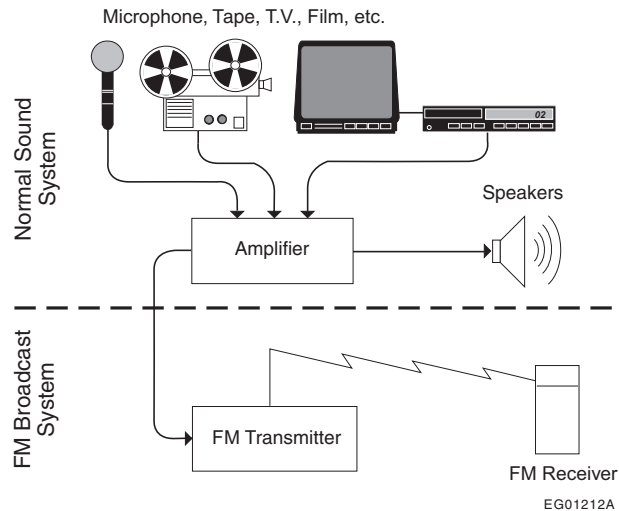 Microphone, Tape, T.V., Film, etc.
02
Normal Sound
System
Speakers
Amplifier
FM Broadcast
System
FM Transmitter
FM Receiver
EG01212A